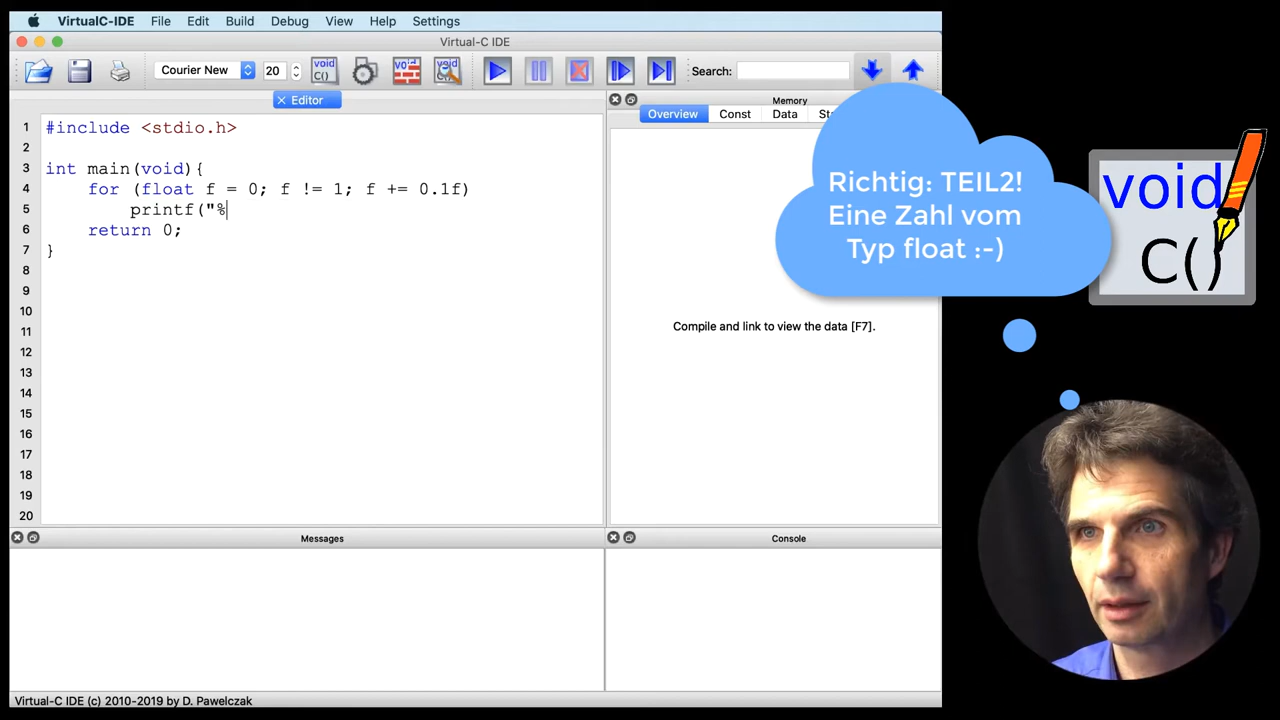 VirtualC-IDE File Edit Build Debug View Help Settings
Virtual-C IDE
Courier New 20 void C() void void C() Search:
Editor
Memory
Overview Const Data
1 #include <stdio.h>
2
3 int main(void){
4 for (float f = 0; f != 1; f += 0.1f)
5 printf("%
6 return 0;
7 }
8
9
10
11
12
13
14
15
16
17
18
19
20
Compile and link to view the data [F7].
Richtig: TEIL2!
Eine Zahl vom
Typ float :-)
void
C()
Messages
Console
Virtual-C IDE (c) 2010-2019 by D. Pawelczak